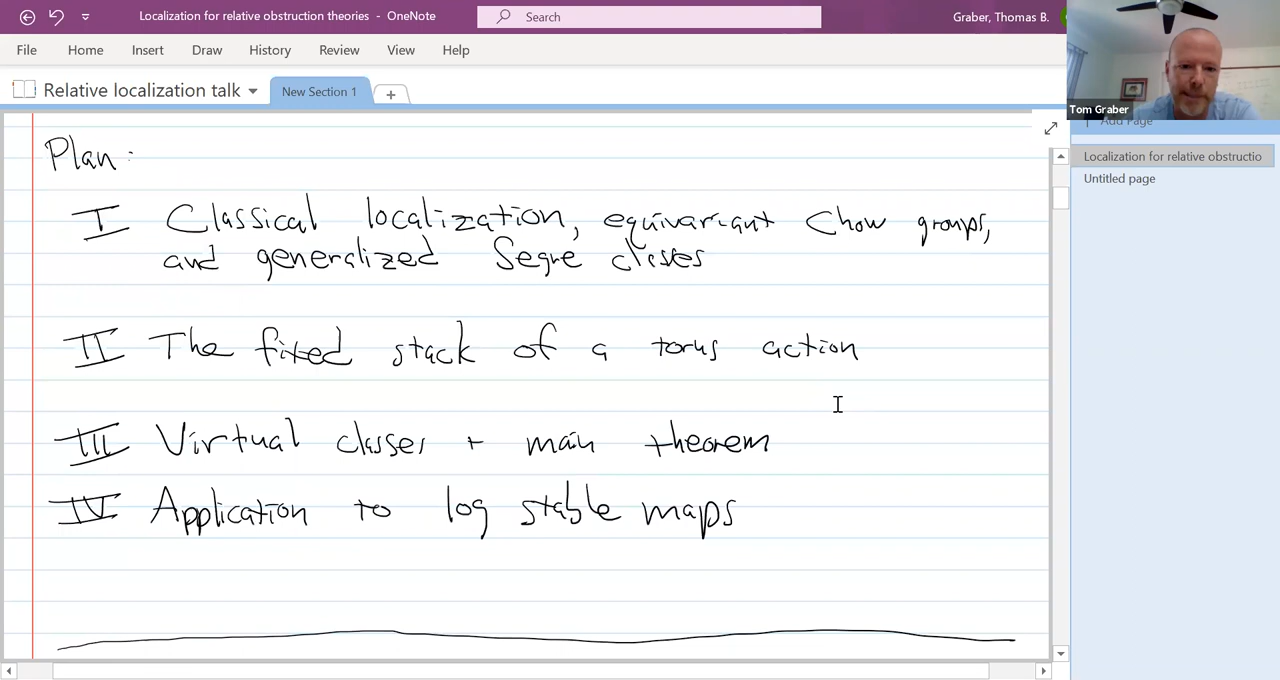 Localization for relative obstruction theories - OneNote
Search
Graber, Thomas B.
File Home Insert Draw History Review View Help
Tom Graber
Relative localization talk
New Section 1
Add Page
Localization for relative obstructio
Untitled page
Plan:
I Classical localization, equivariant Chow groups,
and generalized Segre classes
II The fixed stack of a torus action
III Virtual classes + main theorem
IV Application to log stable maps